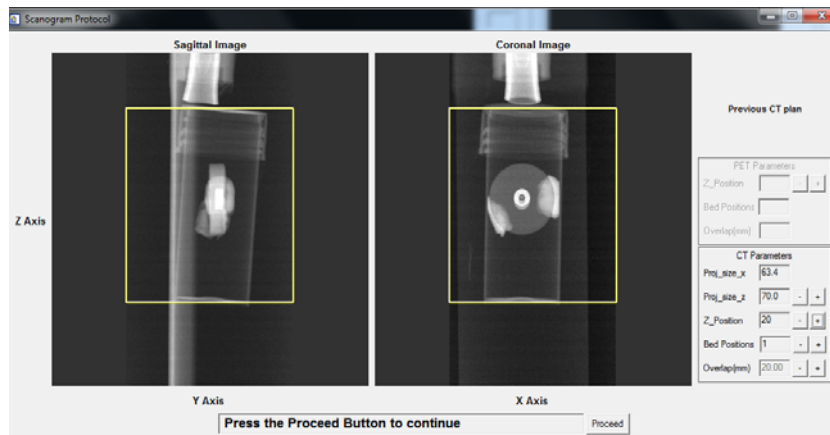 Scanogram Protocol
Sagittal Image
Coronal Image
Previous CT plan
PET Parameters
Z_Position - +
Bed Positions
Overlap(mm)
Z Axis
CT Parameters
Proj_size_x 63.4
Proj_size_z 70.0 - +
Z_Position 20 - +
Bed Positions 1 - +
Overlap(mm) 20.00 - +
Y Axis
X Axis
Press the Proceed Button to continue
Proceed